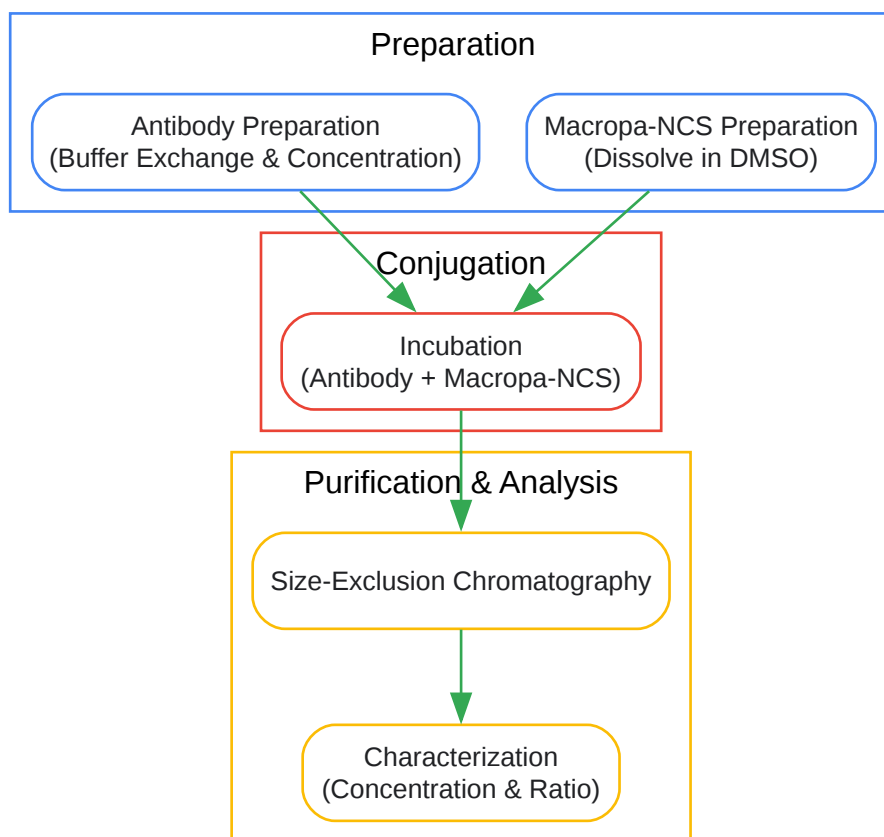 Preparation
Antibody Preparation
(Buffer Exchange & Concentration)
Macropa-NCS Preparation
(Dissolve in DMSO)
Conjugation
Incubation
(Antibody + Macropa-NCS)
Purification & Analysis
Size-Exclusion Chromatography
Characterization
(Concentration & Ratio)